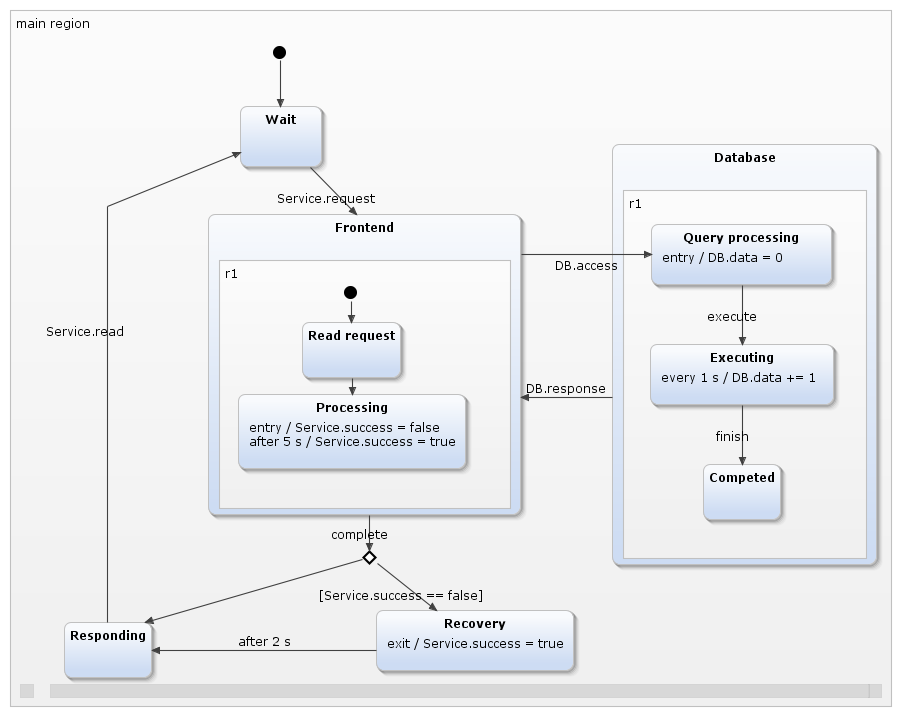 main region
Wait
Service.request
Frontend
r1
Read request
Processing
entry / Service.success = false
after 5 s / Service.success = true
DB.access
DB.response
Database
r1
Query processing
entry / DB.data = 0
execute
Executing
every 1 s / DB.data += 1
finish
Competed
Service.read
complete
[Service.success == false]
Recovery
exit / Service.success = true
after 2 s
Responding